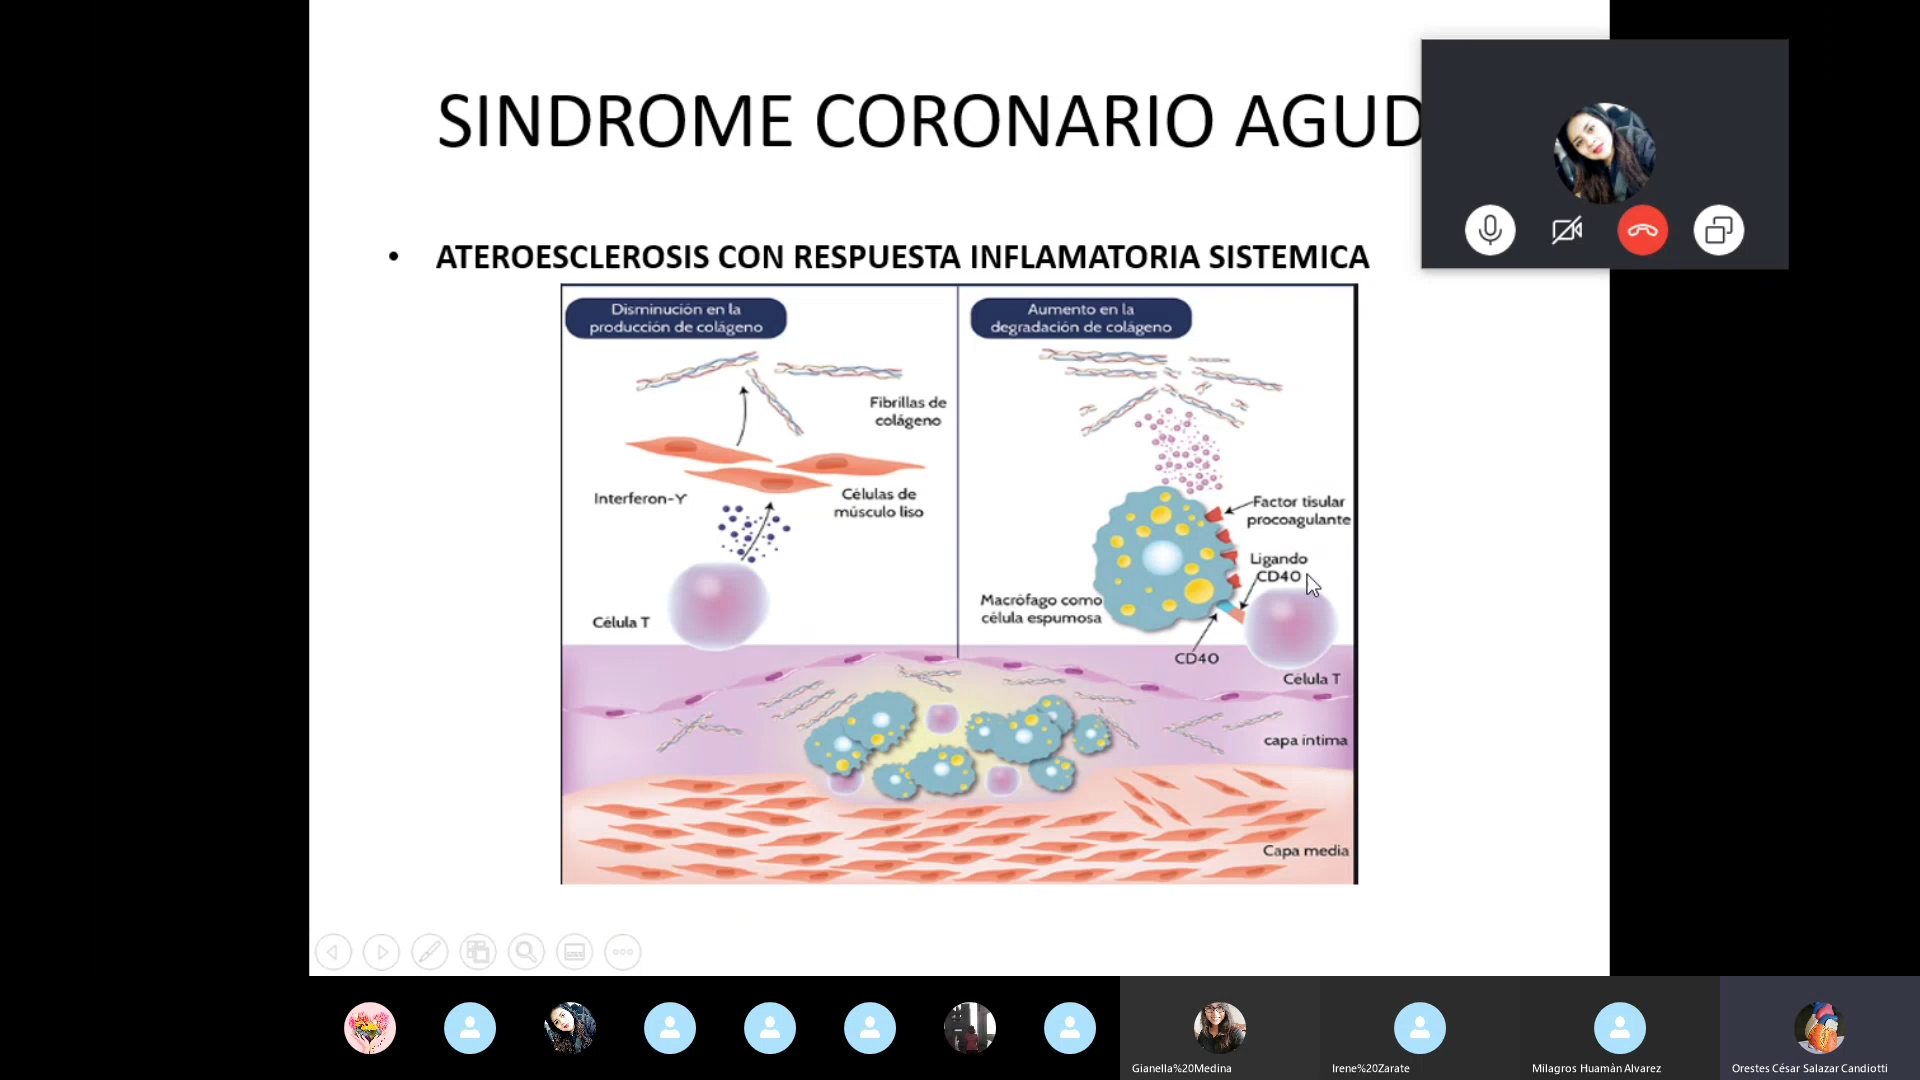 SINDROME CORONARIO AGUD
• ATEROESCLEROSIS CON RESPUESTA INFLAMATORIA SISTEMICA
Disminución en la
producción de colágeno
Fibrillas de
colágeno
Interferon-Y
Células de
músculo liso
Célula T
Aumento en la
degradación de colágeno
Factor tisular
procoagulante
Ligando
CD40
Macrófago como
célula espumosa
CD40
Célula T
capa íntima
Capa media
Gianella%20Medina
Irene%20Zarate
Milagros Huamàn Alvarez
Orestes César Salazar Candiotti